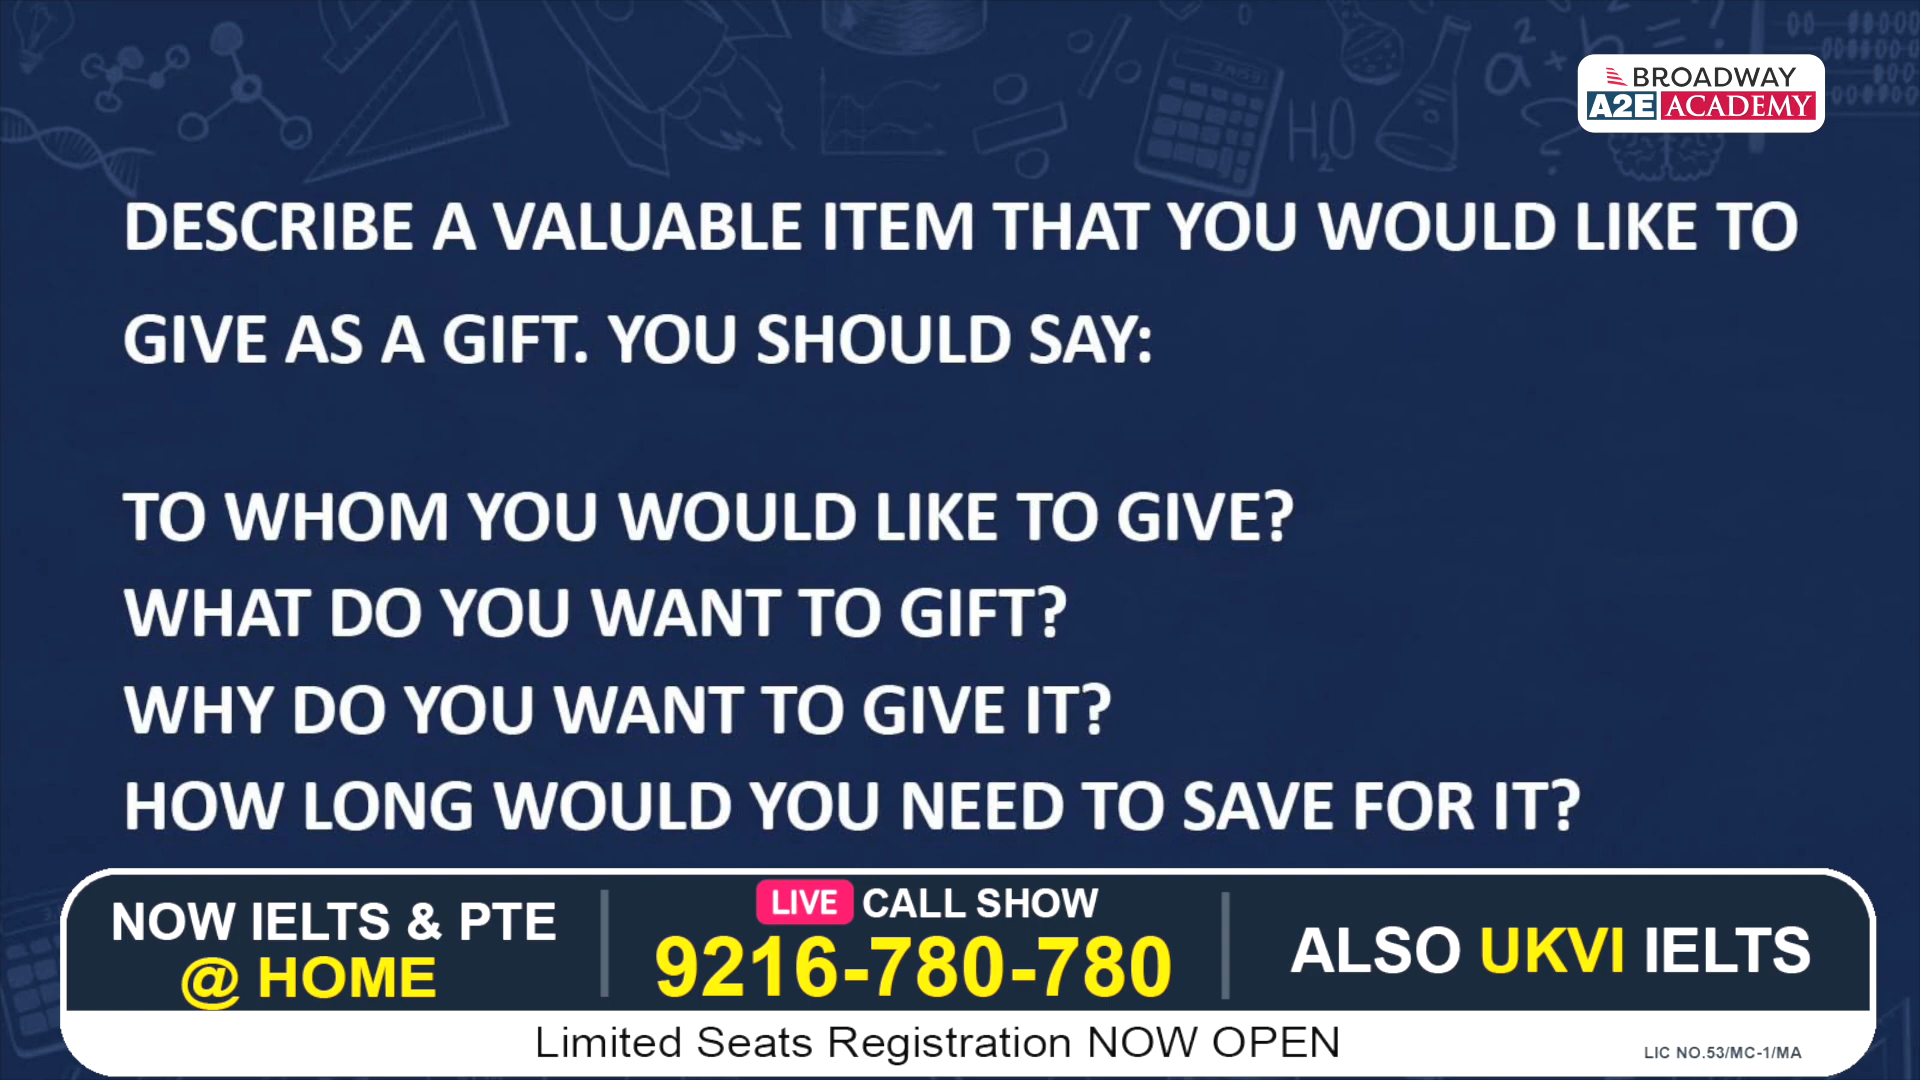 BROADWAY
A2E ACADEMY
DESCRIBE A VALUABLE ITEM THAT YOU WOULD LIKE TO
GIVE AS A GIFT. YOU SHOULD SAY:
TO WHOM YOU WOULD LIKE TO GIVE?
WHAT DO YOU WANT TO GIFT?
WHY DO YOU WANT TO GIVE IT?
HOW LONG WOULD YOU NEED TO SAVE FOR IT?
NOW IELTS & PTE
@ HOME
LIVE CALL SHOW
9216-780-780
ALSO UKVI IELTS
Limited Seats Registration NOW OPEN
LIC NO.53/MC-1/MA